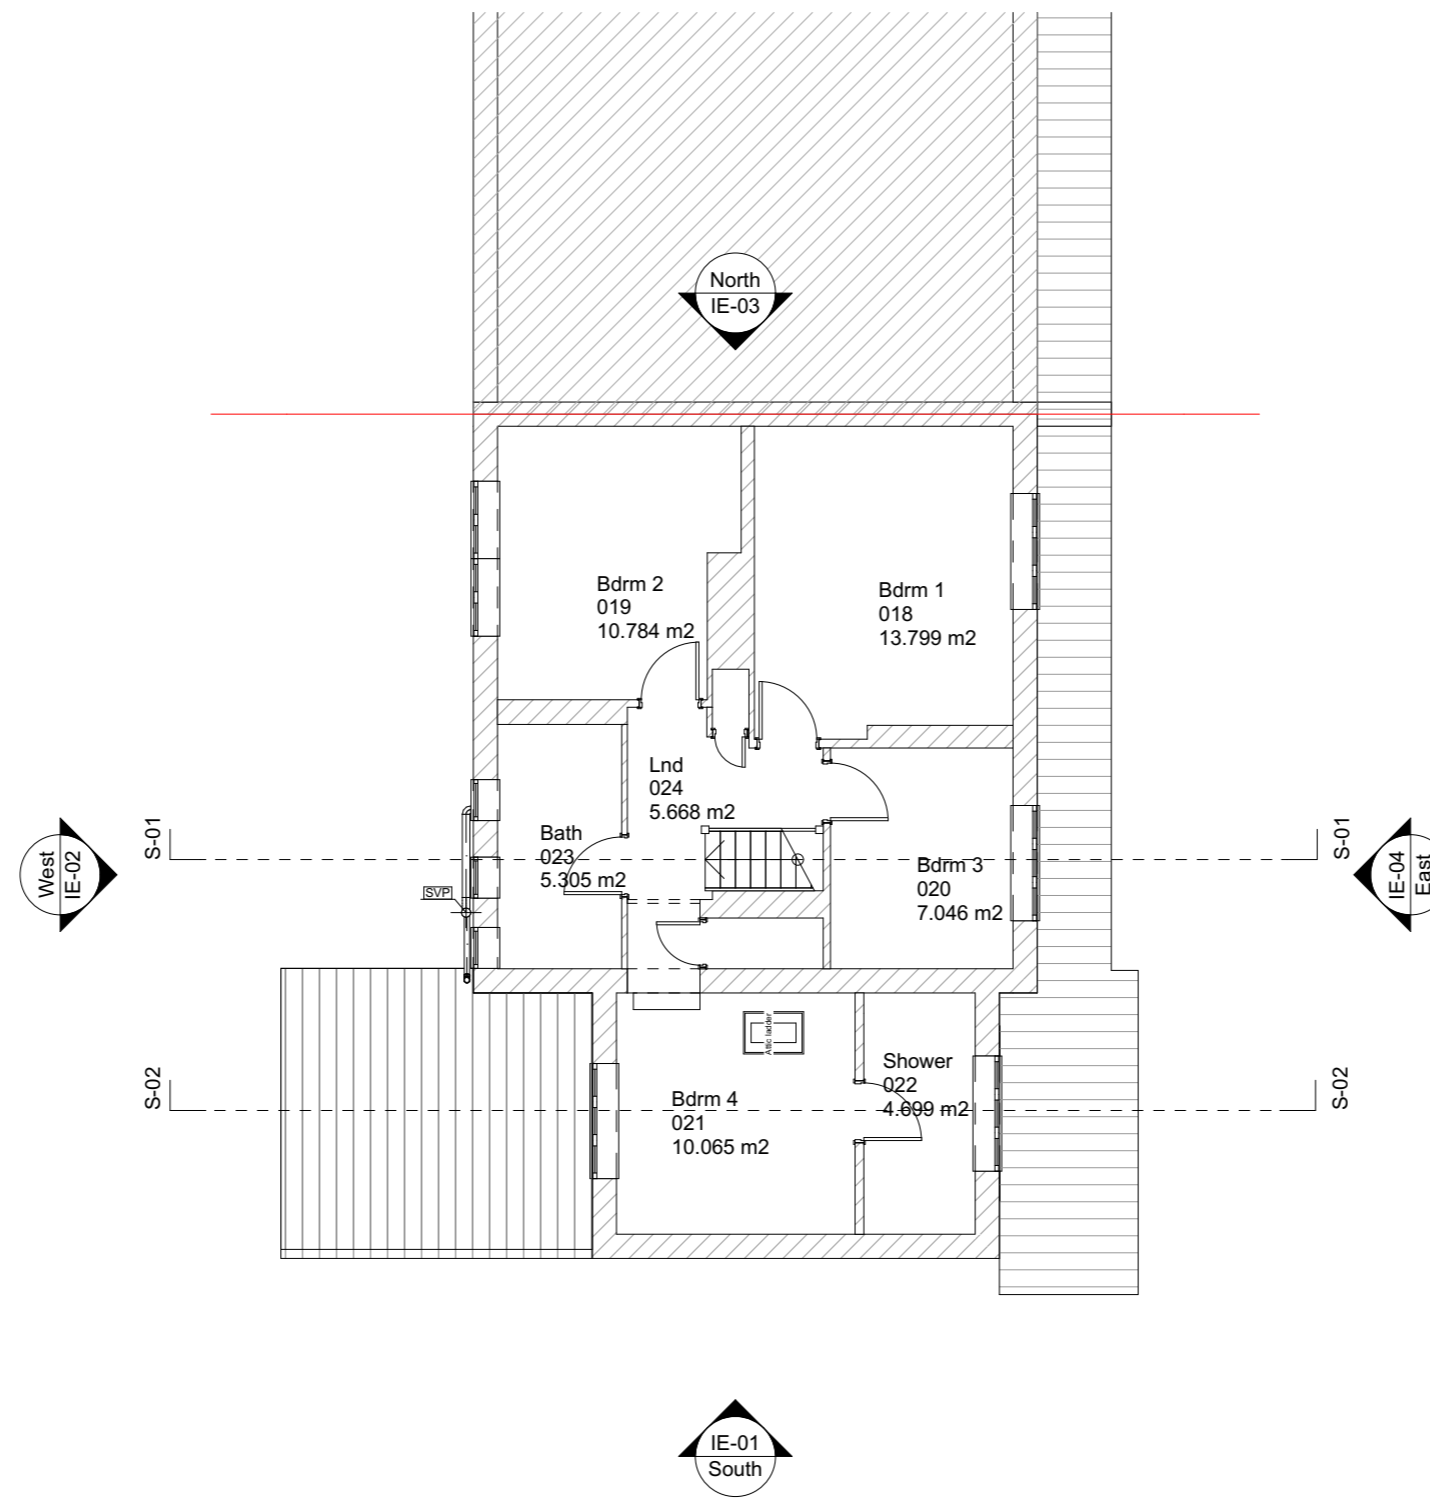 North
IE-03
Bdrm 2
019
10.784 m2
Bdrm 1
018
13.799 m2
Lnd
024
5.668 m2
Bath
023
5.305 m2
Bdrm 3
020
7.046 m2
S-01
S-01
West
IE-02
IE-04
East
SVP
Attic ladder
Shower
022
4.699 m2
Bdrm 4
021
10.065 m2
S-02
S-02
IE-01
South